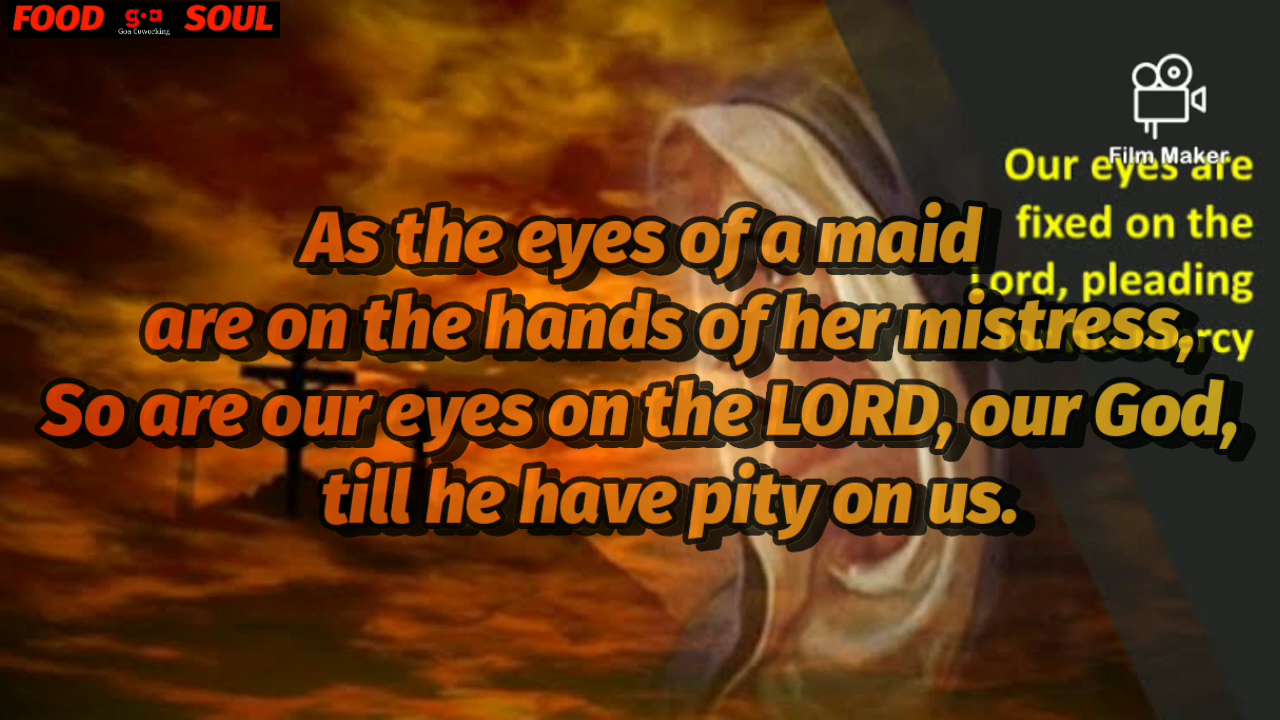 FOOD g•a SOUL
Goa Coworking
Film Maker
Our eyes are
fixed on the
Lord, pleading
As the eyes of a maid
are on the hands of her mistress,
So are our eyes on the LORD, our God,
till he have pity on us.